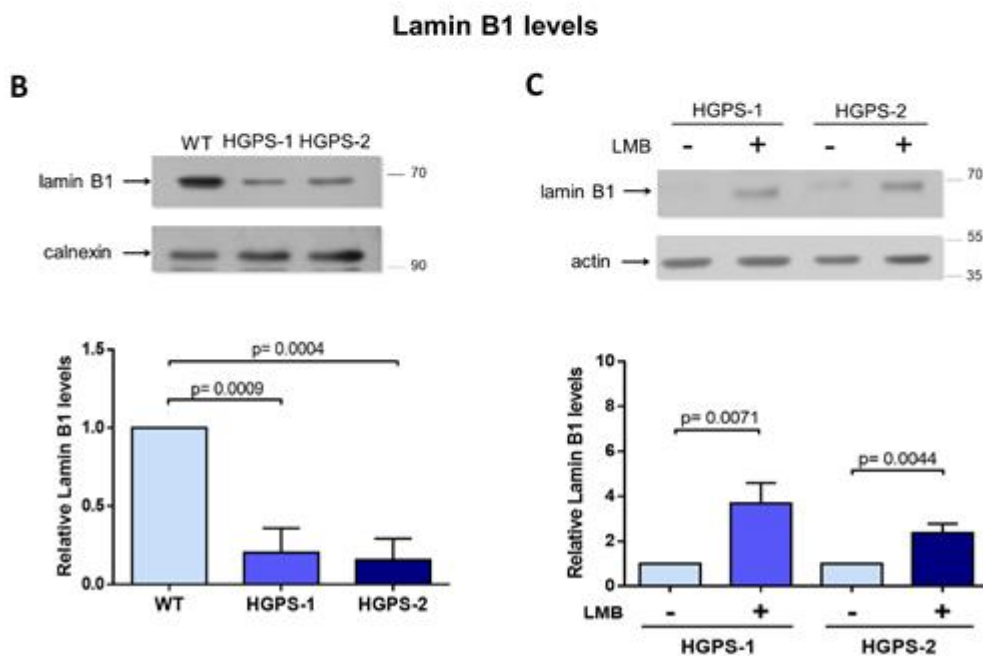 Lamin B1 levels
B
WT HGPS-1 HGPS-2
lamin B1
70
calnexin
90
Relative Lamin B1 levels
1.5
1.0
0.5
0.0
p= 0.0004
p= 0.0009
WT HGPS-1 HGPS-2
C
HGPS-1 HGPS-2
LMB - + - +
lamin B1
70
55
actin
35
Relative Lamin B1 levels
10
8
6
4
2
0
p= 0.0071
p= 0.0044
LMB - + - +
HGPS-1 HGPS-2